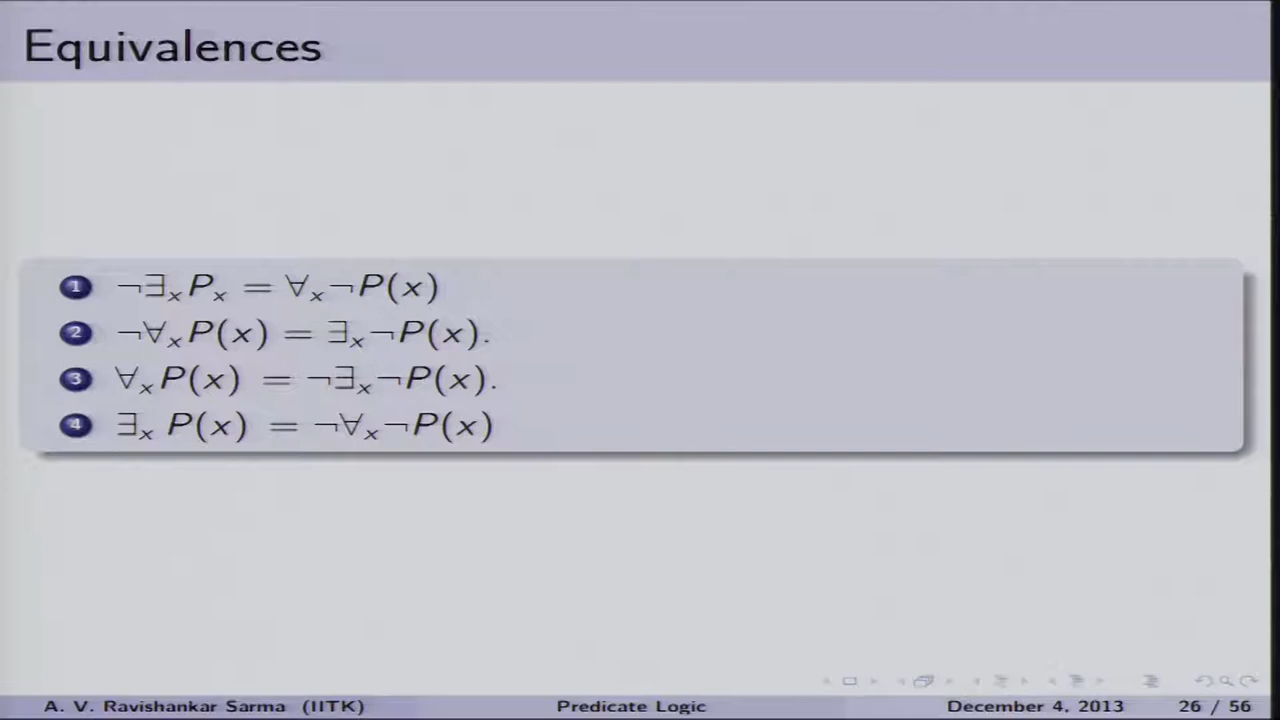 Equivalences
1 ¬∃ₓPₓ = ∀ₓ¬P(x)
2 ¬∀ₓP(x) = ∃ₓ¬P(x).
3 ∀ₓP(x) = ¬∃ₓ¬P(x).
4 ∃ₓ P(x) = ¬∀ₓ¬P(x)
A. V. Ravishankar Sarma (IITK) Predicate Logic December 4, 2013 26 / 56